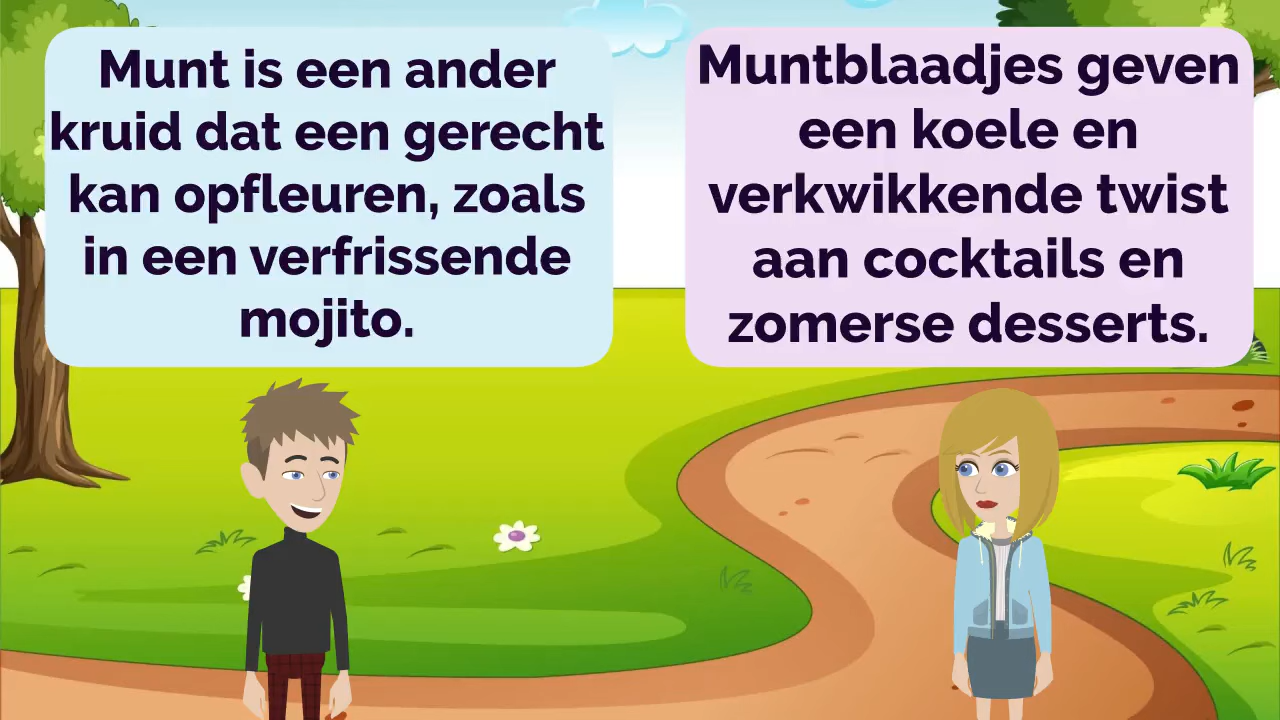 Munt is een ander
kruid dat een gerecht
kan opfleuren, zoals
in een verfrissende
mojito.
Muntblaadjes geven
een koele en
verkwikkende twist
aan cocktails en
zomerse desserts.